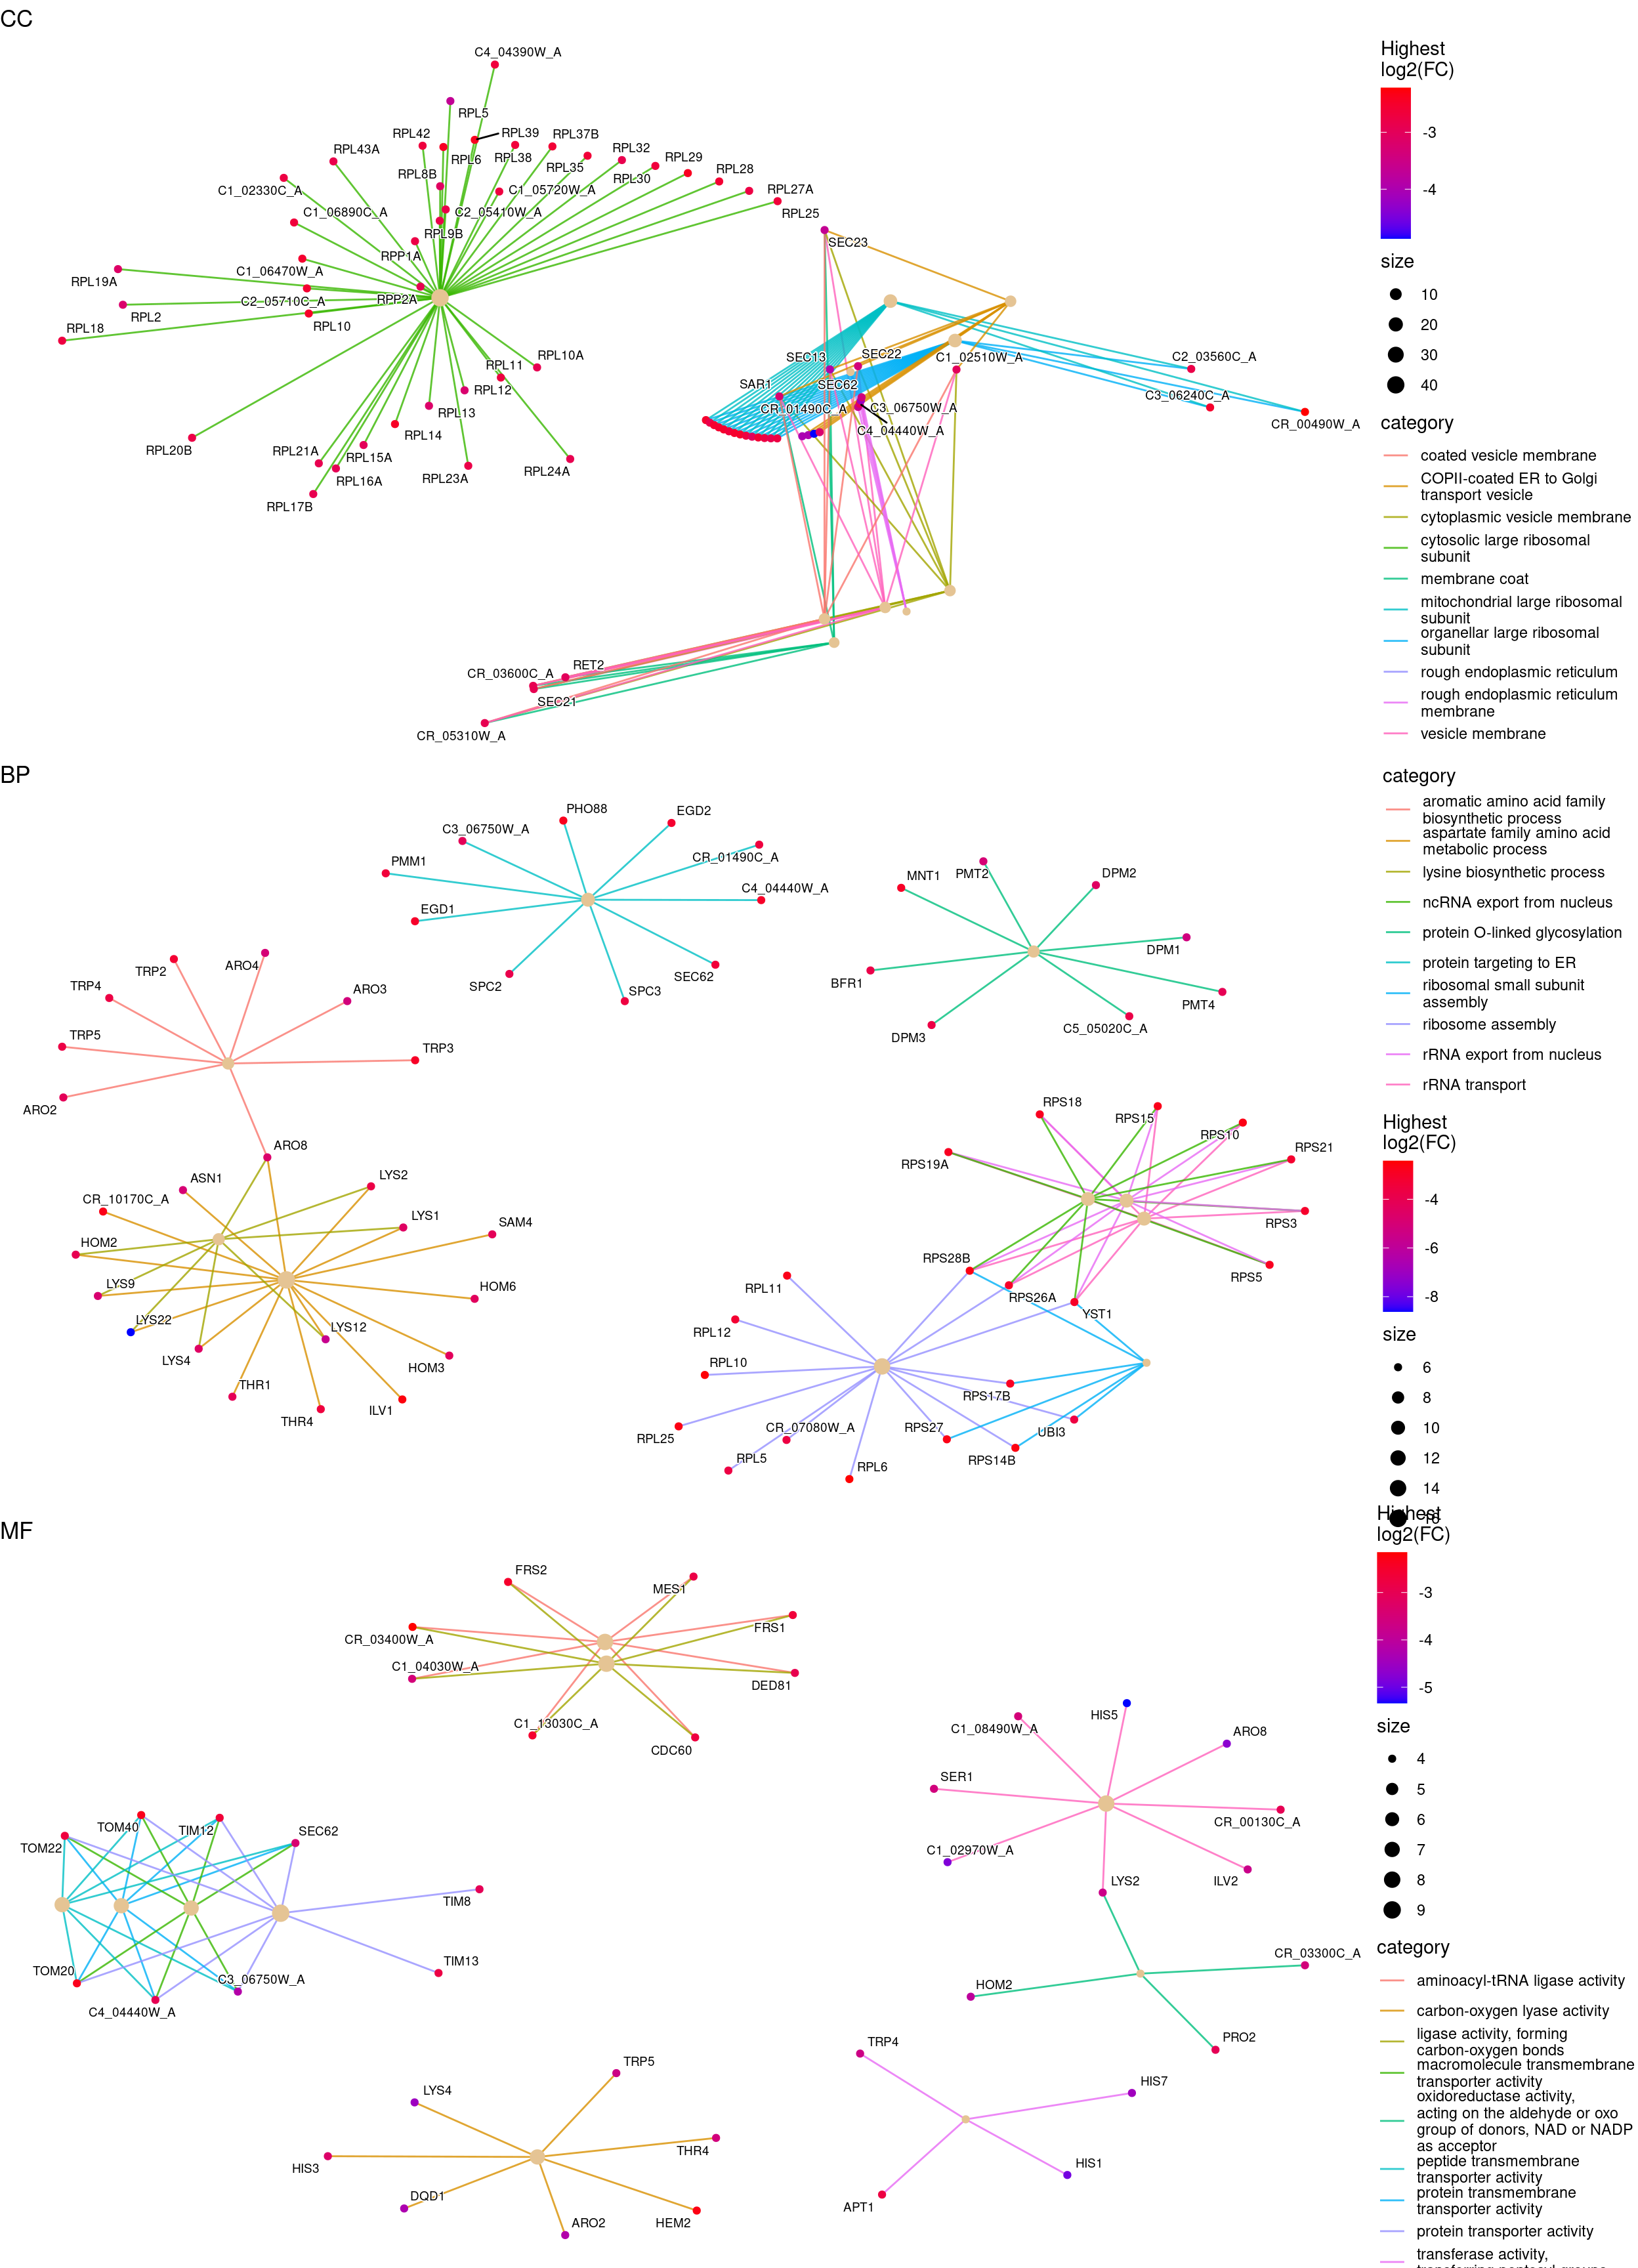 CC
C4_04390W_A
RPL5
RPL42
RPL39
RPL37B
RPL43A
RPL6
RPL38
RPL32
RPL35
RPL29
RPL8B
RPL30
RPL28
C1_02330C_A
C1_05720W_A
RPL27A
C1_06890C_A
C2_05410W_A
RPL25
RPL9B
RPP1A
C1_06470W_A
RPL19A
C2_05710C_A
RPP2A
RPL2
RPL10
RPL18
RPL11
RPL10A
RPL12
RPL13
RPL14
RPL20B
RPL21A
RPL15A
RPL16A
RPL23A
RPL24A
RPL17B
SEC23
SEC13
SEC22
C1_02510W_A
C2_03560C_A
SAR1
SEC62
C3_06240C_A
CR_01490C_A
C3_06750W_A
CR_00490W_A
C4_04440W_A
RET2
CR_03600C_A
SEC21
CR_05310W_A
Highest
log2(FC)
-3
-4
size
10
20
30
40
category
coated vesicle membrane
COPII-coated ER to Golgi
transport vesicle
cytoplasmic vesicle membrane
cytosolic large ribosomal
subunit
membrane coat
mitochondrial large ribosomal
subunit
organellar large ribosomal
subunit
rough endoplasmic reticulum
rough endoplasmic reticulum
membrane
vesicle membrane
BP
PHO88
EGD2
C3_06750W_A
CR_01490C_A
PMM1
C4_04440W_A
EGD1
SPC2
SPC3
SEC62
MNT1
PMT2
DPM2
DPM1
BFR1
PMT4
DPM3
C5_05020C_A
TRP2
ARO4
TRP4
ARO3
TRP5
TRP3
ARO2
ARO8
ASN1
LYS2
CR_10170C_A
LYS1
SAM4
HOM2
LYS9
HOM6
LYS22
LYS12
LYS4
HOM3
THR1
THR4
ILV1
RPS18
RPS15
RPS10
RPS21
RPS19A
RPS3
RPS28B
RPS5
RPS26A
YST1
RPL11
RPL12
RPL10
RPS17B
RPL25
CR_07080W_A
RPS27
UBI3
RPL5
RPL6
RPS14B
category
aromatic amino acid family
biosynthetic process
aspartate family amino acid
metabolic process
lysine biosynthetic process
ncRNA export from nucleus
protein O-linked glycosylation
protein targeting to ER
ribosomal small subunit
assembly
ribosome assembly
rRNA export from nucleus
rRNA transport
Highest
log2(FC)
-4
-6
-8
size
6
8
10
12
14
16
MF
FRS2
MES1
CR_03400W_A
FRS1
C1_04030W_A
DED81
C1_13030C_A
CDC60
C1_08490W_A
HIS5
ARO8
SER1
CR_00130C_A
C1_02970W_A
ILV2
LYS2
TOM40
TIM12
SEC62
TOM22
TIM8
TIM13
TOM20
C3_06750W_A
C4_04440W_A
CR_03300C_A
HOM2
PRO2
TRP4
HIS7
HIS1
APT1
TRP5
LYS4
THR4
HIS3
DQD1
ARO2
HEM2
Highest
log2(FC)
-3
-4
-5
size
4
5
6
7
8
9
category
aminoacyl-tRNA ligase activity
carbon-oxygen lyase activity
ligase activity, forming
carbon-oxygen bonds
macromolecule transmembrane
transporter activity
oxidoreductase activity,
acting on the aldehyde or oxo
group of donors, NAD or NADP
as acceptor
peptide transmembrane
transporter activity
protein transmembrane
transporter activity
protein transporter activity
transferase activity,